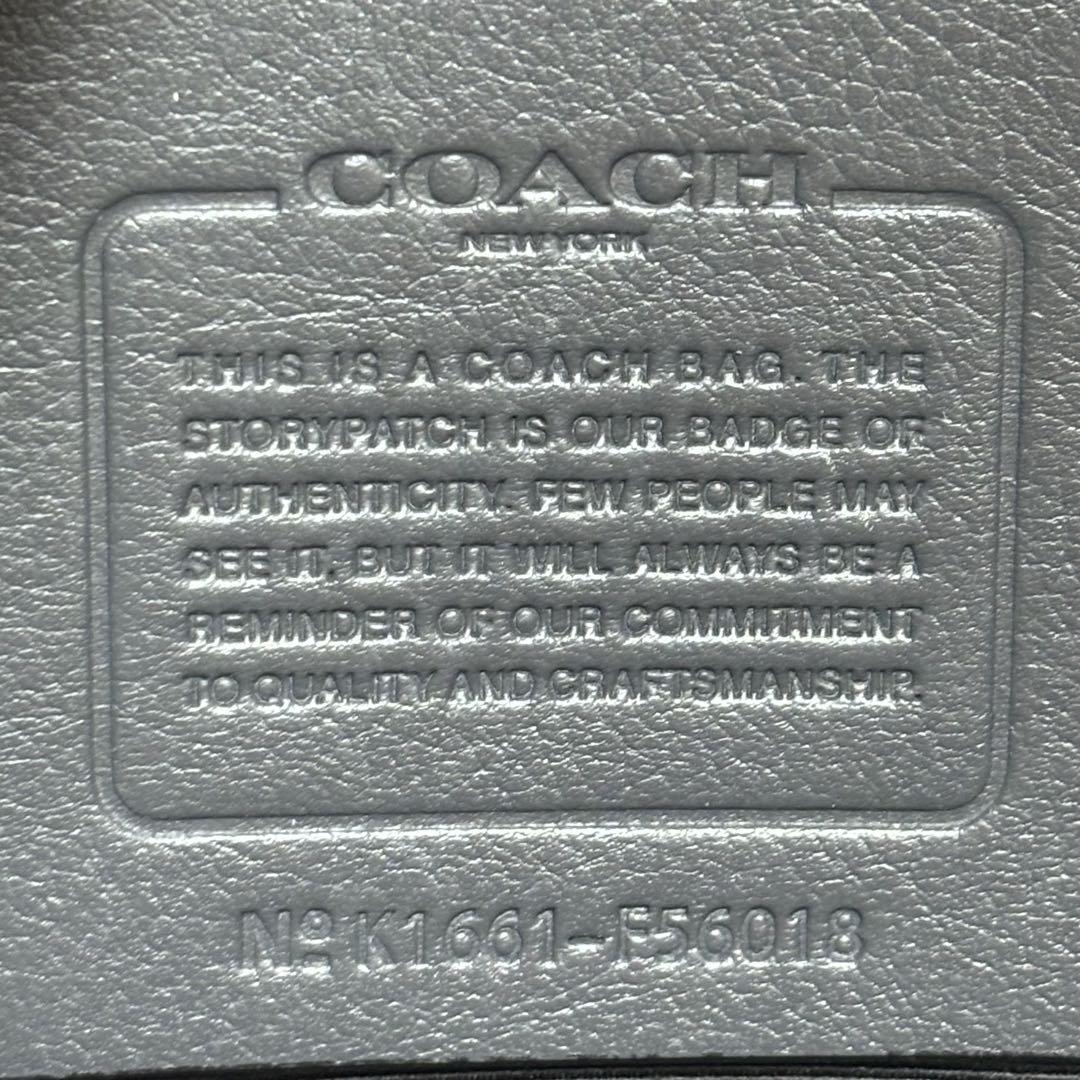 COACH
NEW YORK
THIS IS A COACH BAG. THE
STORYPATCH IS OUR BADGE OF
AUTHENTICITY. FEW PEOPLE MAY
SEE IT, BUT IT WILL ALWAYS BE A
REMINDER OF OUR COMMITMENT
TO QUALITY AND CRAFTSMANSHIP.
Nº K1661-F56018